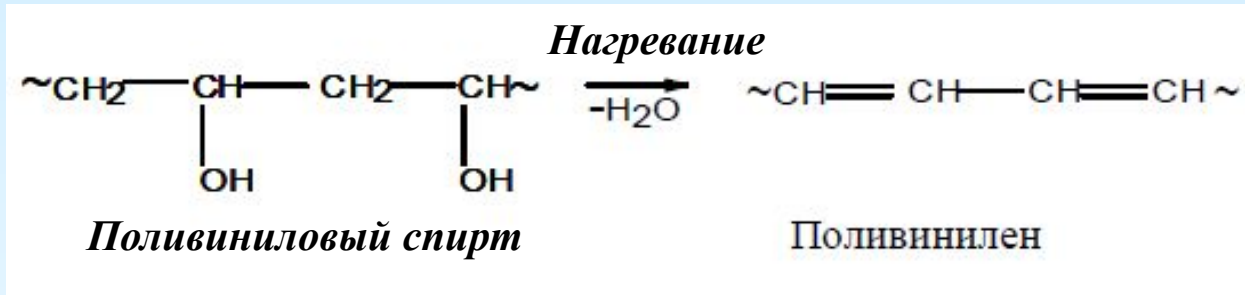 Нагревание
~CH2—CH—CH2—CH~ -H2O ~CH=CH—CH=CH~
OH OH
Поливиниловый спирт Поливинилен